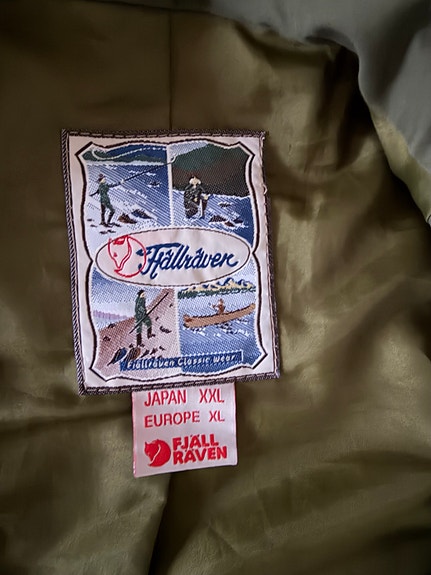 Fjällräven
Fjällräven Classic wear
JAPAN XXL
EUROPE XL
FJÄLL
RÄVEN